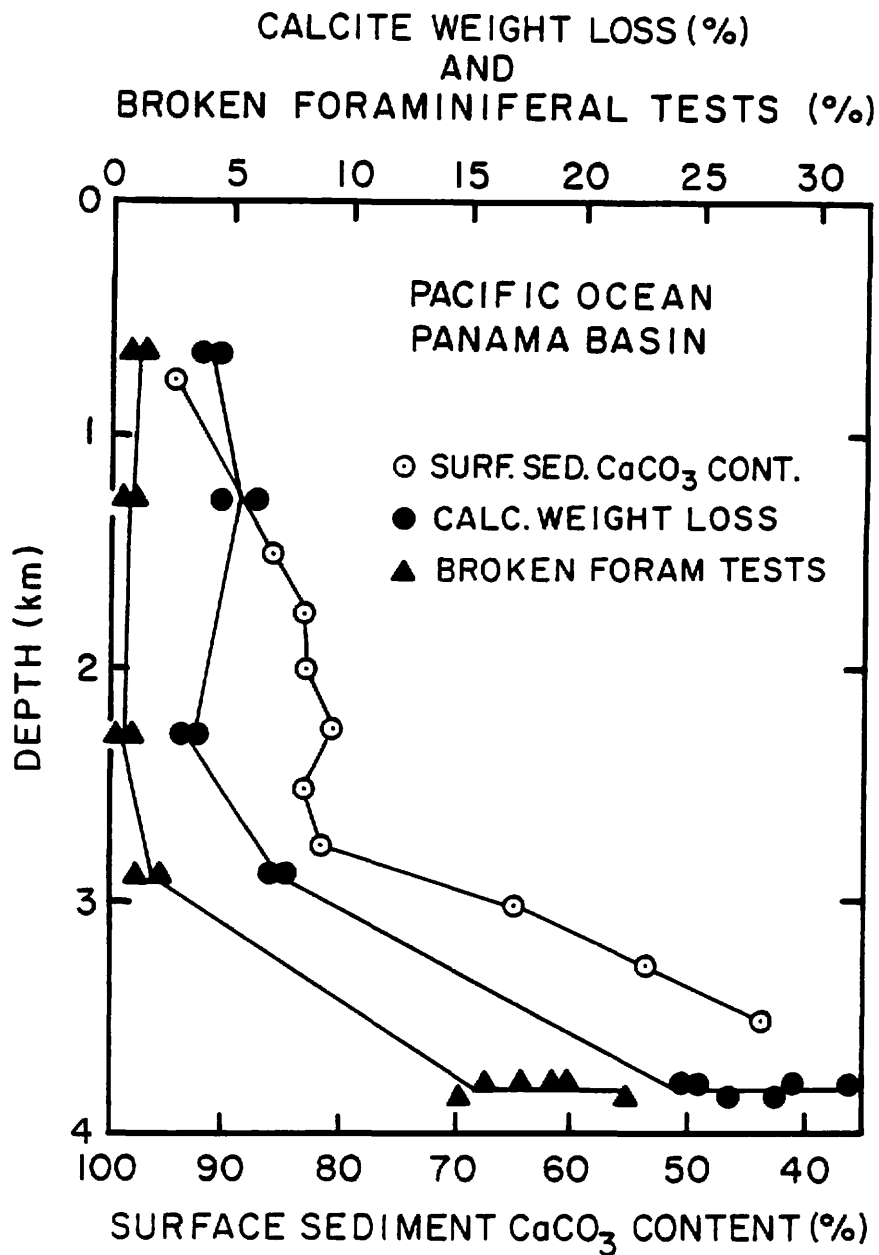 CALCITE WEIGHT LOSS (%)
AND
BROKEN FORAMINIFERAL TESTS (%)
0 5 10 15 20 25 30
0
PACIFIC OCEAN
PANAMA BASIN
1
SURF. SED. CaCO₃ CONT.
CALC. WEIGHT LOSS
BROKEN FORAM TESTS
DEPTH (km)
2
3
4
100 90 80 70 60 50 40
SURFACE SEDIMENT CaCO₃ CONTENT (%)